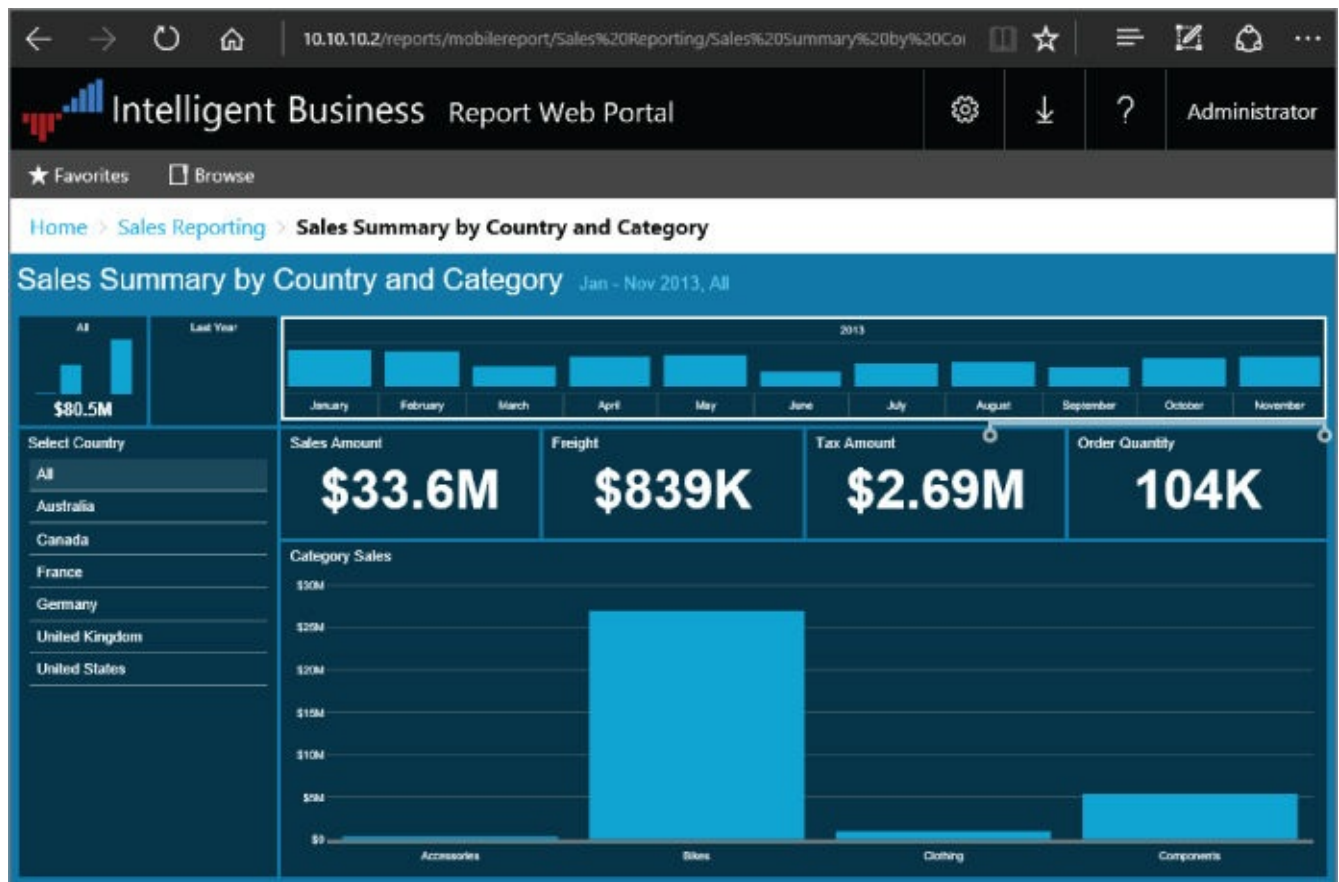 10.10.10.2/reports/mobilereport/Sales%20Reporting/Sales%20Summary%20by%20Coi
Intelligent Business Report Web Portal
?
Administrator
Favorites Browse
Home > Sales Reporting > Sales Summary by Country and Category
Sales Summary by Country and Category Jan - Nov 2013, All
All
$80.5M
Last Year
2013
January February March April May June July August September October November
Select Country
All
Australia
Canada
France
Germany
United Kingdom
United States
Sales Amount
$33.6M
Freight
$839K
Tax Amount
$2.69M
Order Quantity
104K
Category Sales
$30M
$25M
$20M
$15M
$10M
$5M
$0
Accessories Bikes Clothing Components